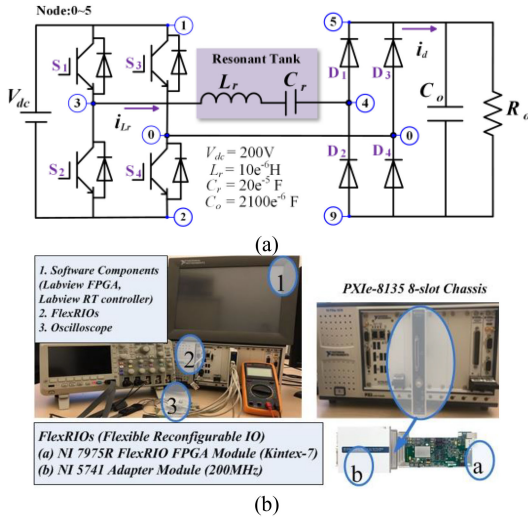 Node:0~5
1
5
S1
S3
Resonant Tank
Lr
Cr
D1
D3
id
Vdc
3
iLr
4
Co
Ro
0
0
S2
S4
Vdc = 200V
Lr = 10e-6H
Cr = 20e-5 F
Co = 2100e-6 F
D2
D4
2
9
(a)
1. Software Components
(Labview FPGA,
Labview RT controller)
2. FlexRIOs
3. Oscilloscope
1
2
3
PXIe-8135 8-slot Chassis
FlexRIOs (Flexible Reconfigurable IO)
(a) NI 7975R FlexRIO FPGA Module (Kintex-7)
(b) NI 5741 Adapter Module (200MHz)
b
a
(b)